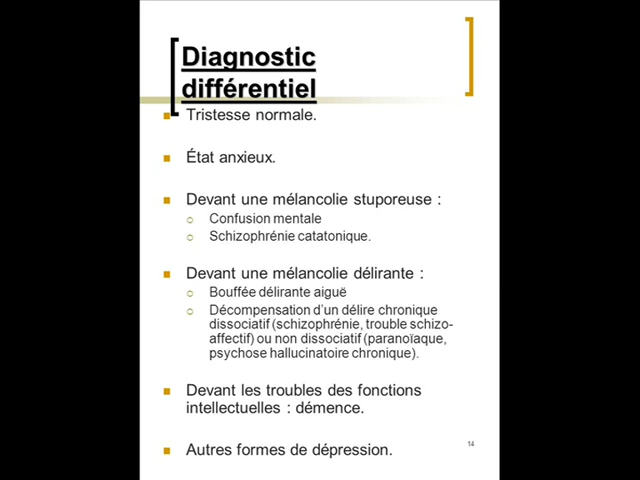 Diagnostic
différentiel
Tristesse normale.
État anxieux.
Devant une mélancolie stuporeuse :
Confusion mentale
Schizophrénie catatonique.
Devant une mélancolie délirante :
Bouffée délirante aiguë
Décompensation d’un délire chronique
dissociatif (schizophrénie, trouble schizo-
affectif) ou non dissociatif (paranoïaque,
psychose hallucinatoire chronique).
Devant les troubles des fonctions
intellectuelles : démence.
14
Autres formes de dépression.